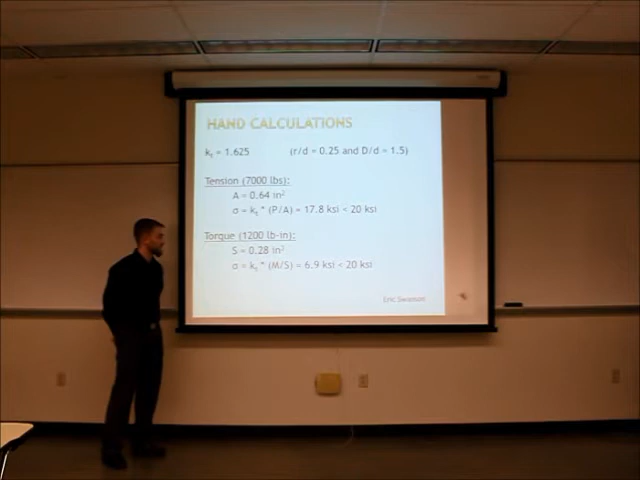 HAND CALCULATIONS
kt = 1.625 (r/d = 0.25 and D/d = 1.5)
Tension (7000 lbs):
A = 0.64 in²
σ = kt * (P/A) = 17.8 ksi < 20 ksi
Torque (1200 lb-in):
S = 0.28 in²
σ = kt * (M/S) = 6.9 ksi < 20 ksi
Eric Swanson